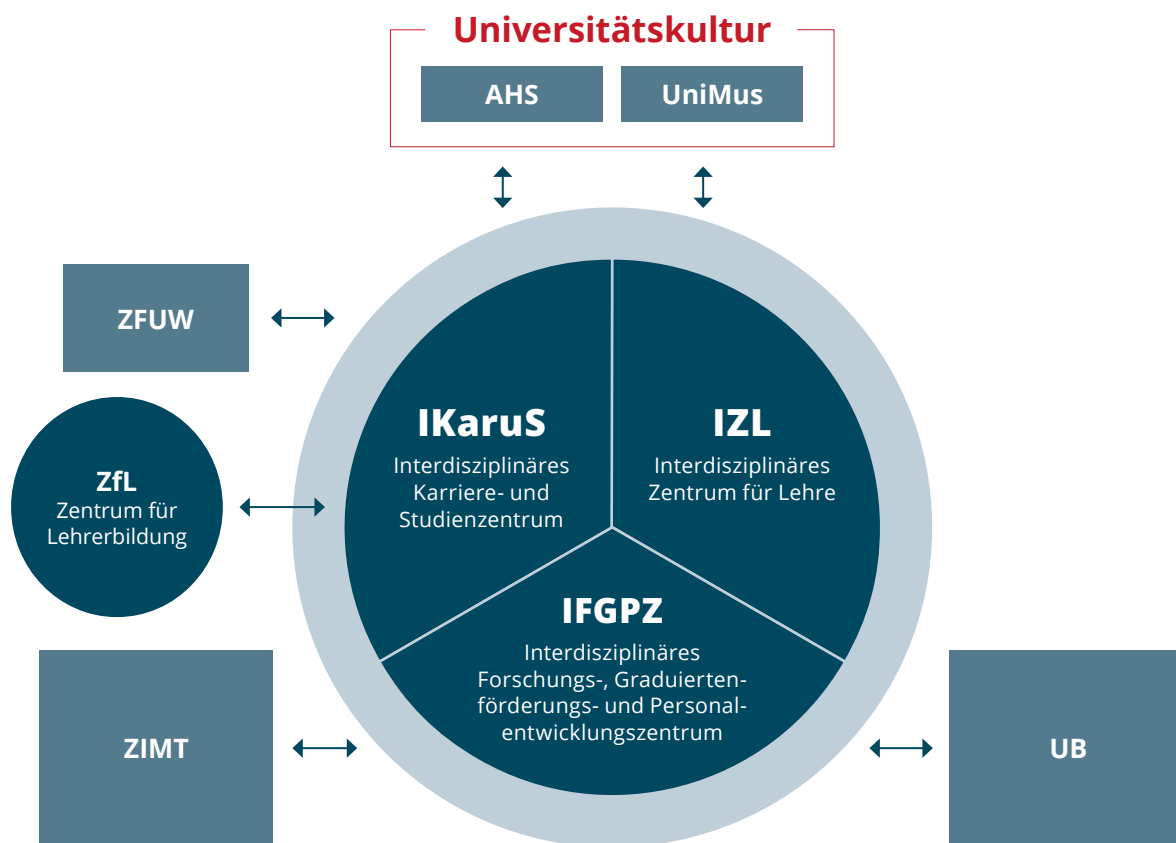 Universitätskultur
AHS
UniMus
ZFUW
ZfL
Zentrum für
Lehrerbildung
IKaruS
Interdisziplinäres
Karriere- und
Studienzentrum
IZL
Interdisziplinäres
Zentrum für Lehre
IFGPZ
Interdisziplinäres
Forschungs-, Graduierten-
förderungs- und Personal-
entwicklungszentrum
ZIMT
UB